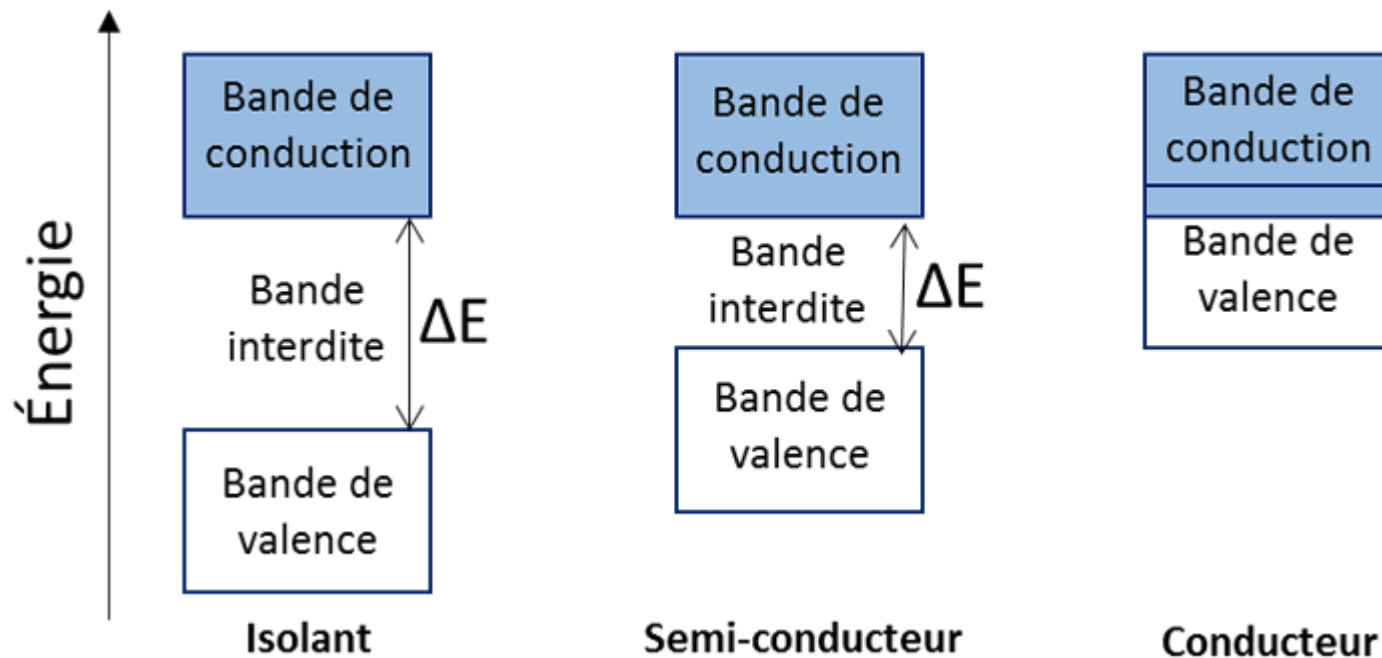 Énergie
Bande de
conduction
Bande
interdite
ΔE
Bande de
valence
Isolant
Bande de
conduction
Bande
interdite
ΔE
Bande de
valence
Semi-conducteur
Bande de
conduction
Bande de
valence
Conducteur